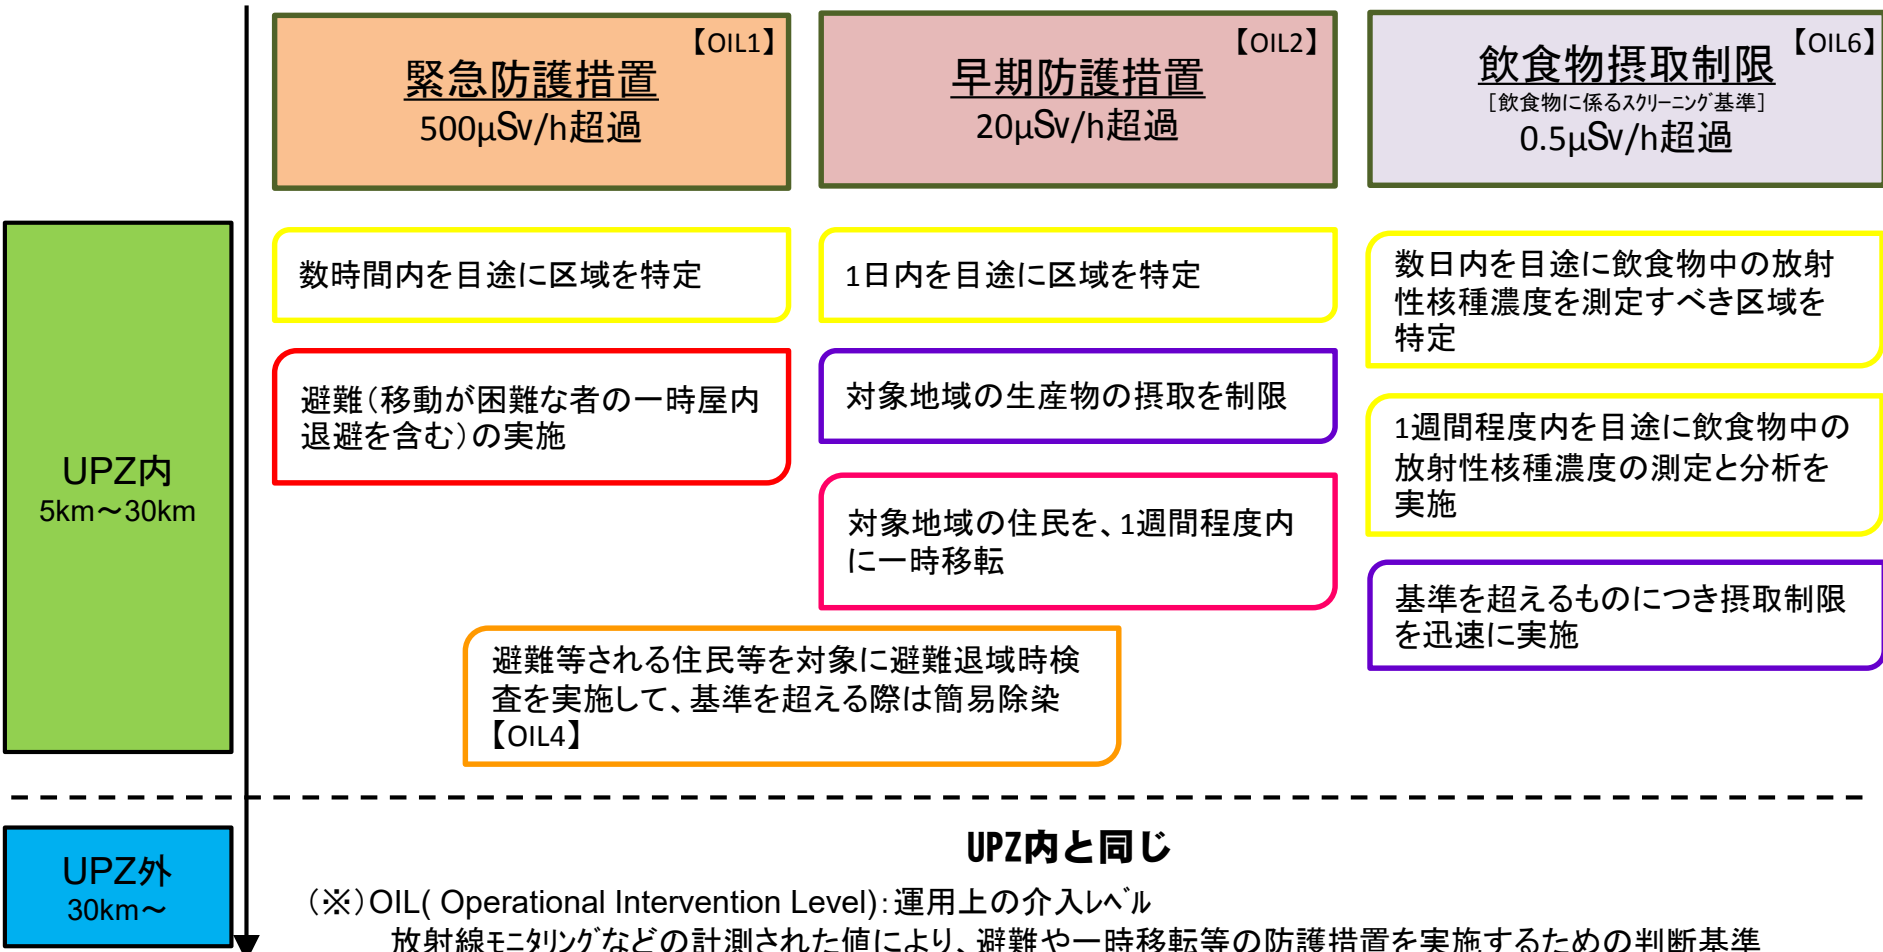 【OIL1】
緊急防護措置
500μSv/h超過
【OIL2】
早期防護措置
20μSv/h超過
【OIL6】
飲食物摂取制限
[飲食物に係るｽｸﾘｰﾆﾝｸﾞ基準]
0.5μSv/h超過
UPZ内
5km～30km
数時間内を目途に区域を特定
避難(移動が困難な者の一時屋内
退避を含む)の実施
1日内を目途に区域を特定
対象地域の生産物の摂取を制限
対象地域の住民を、1週間程度内
に一時移転
数日内を目途に飲食物中の放射
性核種濃度を測定すべき区域を
特定
1週間程度内を目途に飲食物中の
放射性核種濃度の測定と分析を
実施
基準を超えるものにつき摂取制限
を迅速に実施
避難等される住民等を対象に避難退域時検
査を実施して、基準を超える際は簡易除染
【OIL4】
UPZ外
30km～
UPZ内と同じ
(※)OIL( Operational Intervention Level):運用上の介入ﾚﾍﾞﾙ
放射線ﾓﾆﾀﾘﾝｸﾞなどの計測された値により、避難や一時移転等の防護措置を実施するための判断基準